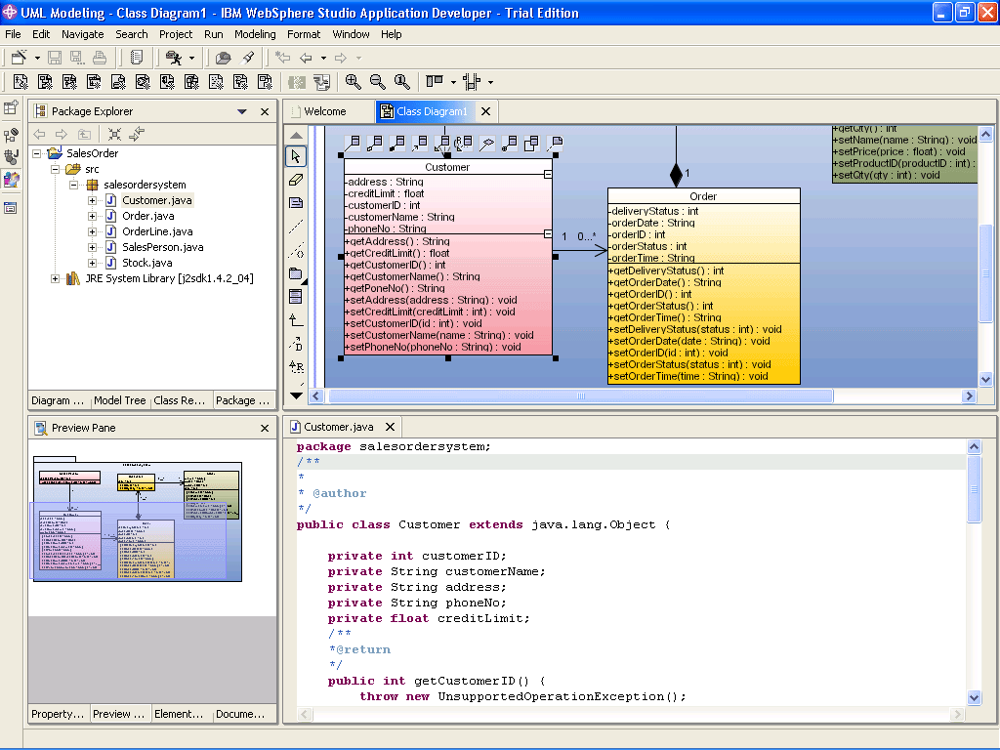 UML Modeling - Class Diagram1 - IBM WebSphere Studio Application Developer - Trial Edition
File Edit Navigate Search Project Run Modeling Format Window Help
Package Explorer
SalesOrder
src
salesordersystem
Customer.java
Order.java
OrderLine.java
SalesPerson.java
Stock.java
JRE System Library [j2sdk1.4.2_04]
Diagram ... Model Tree Class Re... Package ...
Welcome Class Diagram1
Customer
-address : String
-creditLimit : float
-customerID : int
-customerName : String
-phoneNo : String
+getAddress() : String
+getCreditLimit() : float
+getCustomerID() : int
+getCustomerName() : String
+getPoneNo() : String
+setAddress(address : String) : void
+setCreditLimit(creditLimit : int) : void
+setCustomerID(id : int) : void
+setCustomerName(name : String) : void
+setPhoneNo(phoneNo : String) : void
1 0...*
1
Order
-deliveryStatus : int
-orderDate : String
-orderID : int
-orderStatus : int
-orderTime : String
+getDeliveryStatus() : int
+getOrderDate() : String
+getOrderID() : int
+getOrderStatus() : int
+getOrderTime() : String
+setDeliveryStatus(status : int) : void
+setOrderDate(date : String) : void
+setOrderID(id : int) : void
+setOrderStatus(status : int) : void
+setOrderTime(time : String) : void
+getQty() : int
+setName(name : String) : void
+setPrice(price : float) : void
+setProductID(productID : int) :
+setQty(qty : int) : void
Preview Pane
Property... Preview ... Element... Docume...
Customer.java
package salesordersystem;
/**
*
* @author
*/
public class Customer extends java.lang.Object {
private int customerID;
private String customerName;
private String address;
private String phoneNo;
private float creditLimit;
/**
*@return
*/
public int getCustomerID() {
throw new UnsupportedOperationException();